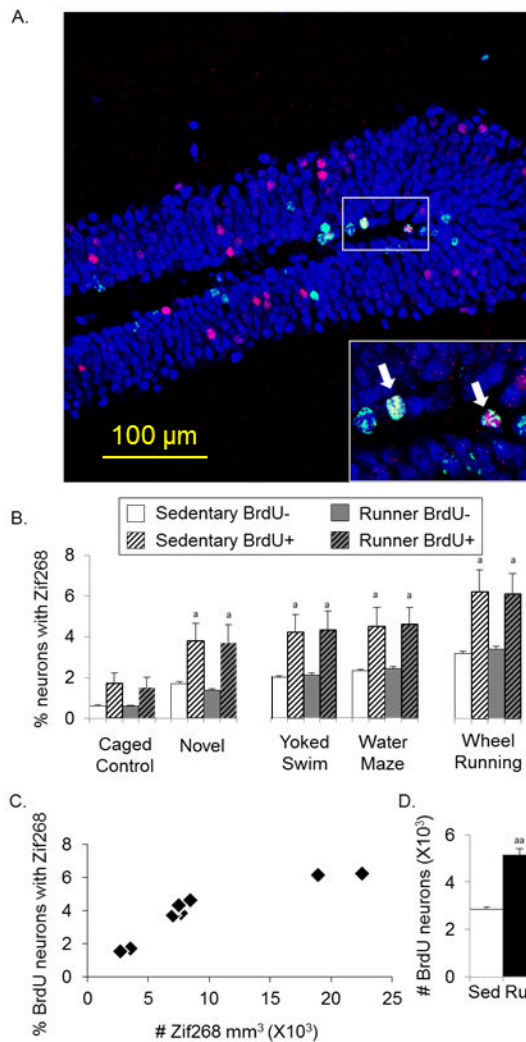 A.
100 µm
B.
Sedentary BrdU- Runner BrdU-
Sedentary BrdU+ Runner BrdU+
% neurons with Zif268
8
6
4
2
0
a a a a a a a a
Caged Control
Novel
Yoked Swim
Water Maze
Wheel Running
C.
% BrdU neurons with Zif268
8
6
4
2
0
0 5 10 15 20 25
# Zif268 mm³ (X10³)
D.
# BrdU neurons (X10³)
6
4
2
0
aa
Sed Ru